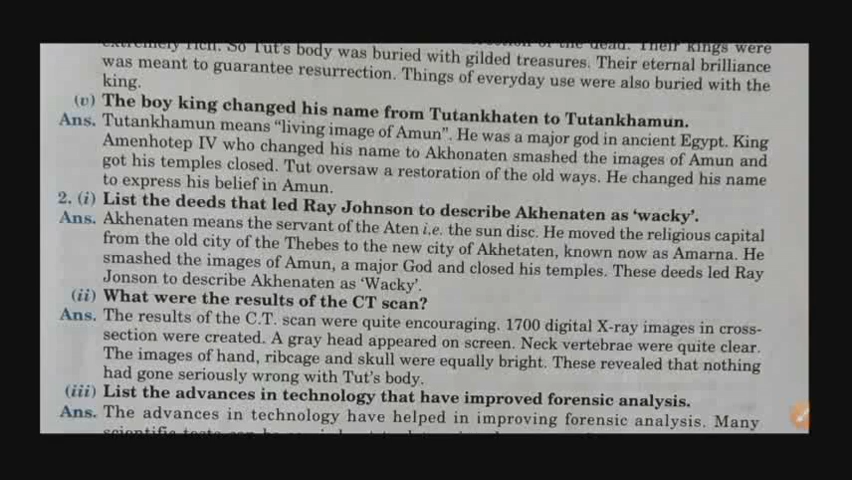 extremely rich. So Tut's body was buried with gilded treasures. Their eternal brilliance
of the dead. Their kings were
was meant to guarantee resurrection. Things of everyday use were also buried with the
king.
(v) The boy king changed his name from Tutankhaten to Tutankhamun.
Ans. Tutankhamun means "living image of Amun". He was a major god in ancient Egypt. King
Amenhotep IV who changed his name to Akhonaten smashed the images of Amun and
got his temples closed. Tut oversaw a restoration of the old ways. He changed his name
to express his belief in Amun.
2. (i) List the deeds that led Ray Johnson to describe Akhenaten as 'wacky'.
Ans. Akhenaten means the servant of the Aten i.e. the sun disc. He moved the religious capital
from the old city of the Thebes to the new city of Akhetaten, known now as Amarna. He
smashed the images of Amun, a major God and closed his temples. These deeds led Ray
Jonson to describe Akhenaten as 'Wacky'.
(ii) What were the results of the CT scan?
Ans. The results of the C.T. scan were quite encouraging. 1700 digital X-ray images in cross-
section were created. A gray head appeared on screen. Neck vertebrae were quite clear.
The images of hand, ribcage and skull were equally bright. These revealed that nothing
had gone seriously wrong with Tut's body.
(iii) List the advances in technology that have improved forensic analysis.
Ans. The advances in technology have helped in improving forensic analysis. Many
scientific tests can be